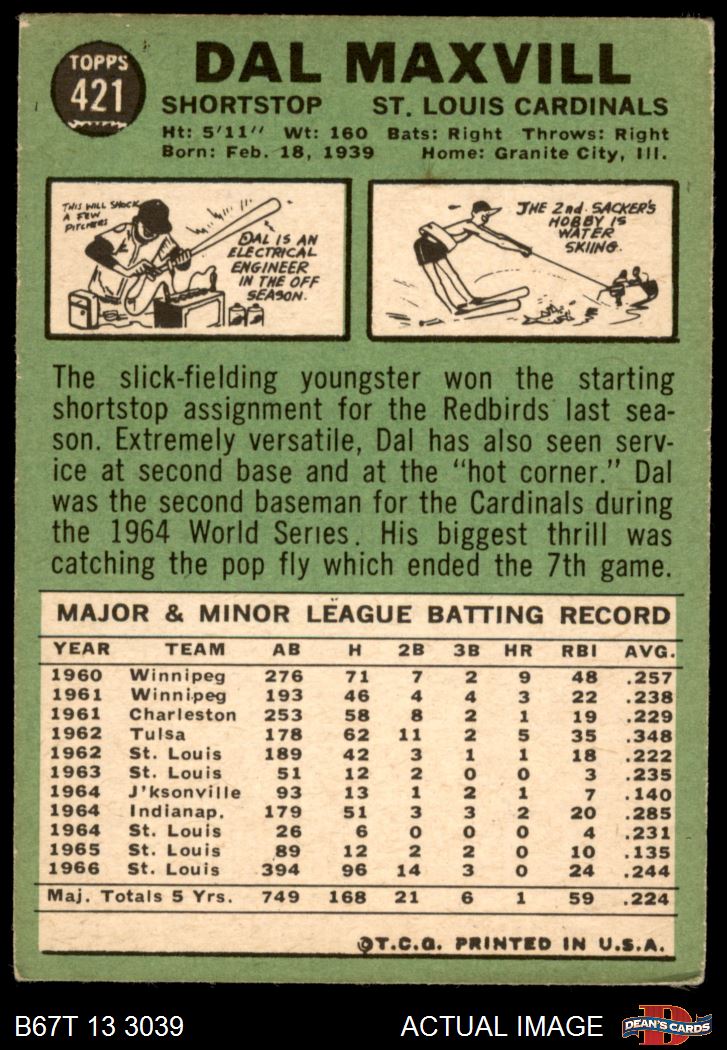 TOPPS
421
DAL MAXVILL
SHORTSTOP ST. LOUIS CARDINALS
Ht: 5'11" Wt: 160 Bats: Right Throws: Right
Born: Feb. 18, 1939 Home: Granite City, Ill.
THIS WILL SHOCK
A FEW
PITCHERS
DAL IS AN
ELECTRICAL
ENGINEER
IN THE OFF
SEASON.
THE 2nd. SACKER'S
HOBBY IS
WATER
SKIING.
The slick-fielding youngster won the starting
shortstop assignment for the Redbirds last sea-
son. Extremely versatile, Dal has also seen serv-
ice at second base and at the "hot corner." Dal
was the second baseman for the Cardinals during
the 1964 World Series. His biggest thrill was
catching the pop fly which ended the 7th game.
MAJOR & MINOR LEAGUE BATTING RECORD
YEAR TEAM AB H 2B 3B HR RBI AVG.
1960 Winnipeg 276 71 7 2 9 48 .257
1961 Winnipeg 193 46 4 4 3 22 .238
1961 Charleston 253 58 8 2 1 19 .229
1962 Tulsa 178 62 11 2 5 35 .348
1962 St. Louis 189 42 3 1 1 18 .222
1963 St. Louis 51 12 2 0 0 3 .235
1964 J'ksonville 93 13 1 2 1 7 .140
1964 Indianap. 179 51 3 3 2 20 .285
1964 St. Louis 26 6 0 0 0 4 .231
1965 St. Louis 89 12 2 2 0 10 .135
1966 St. Louis 394 96 14 3 0 24 .244
Maj. Totals 5 Yrs. 749 168 21 6 1 59 .224
©T.C.G. PRINTED IN U.S.A.
B67T 13 3039 ACTUAL IMAGE
D
DEAN'S CARDS